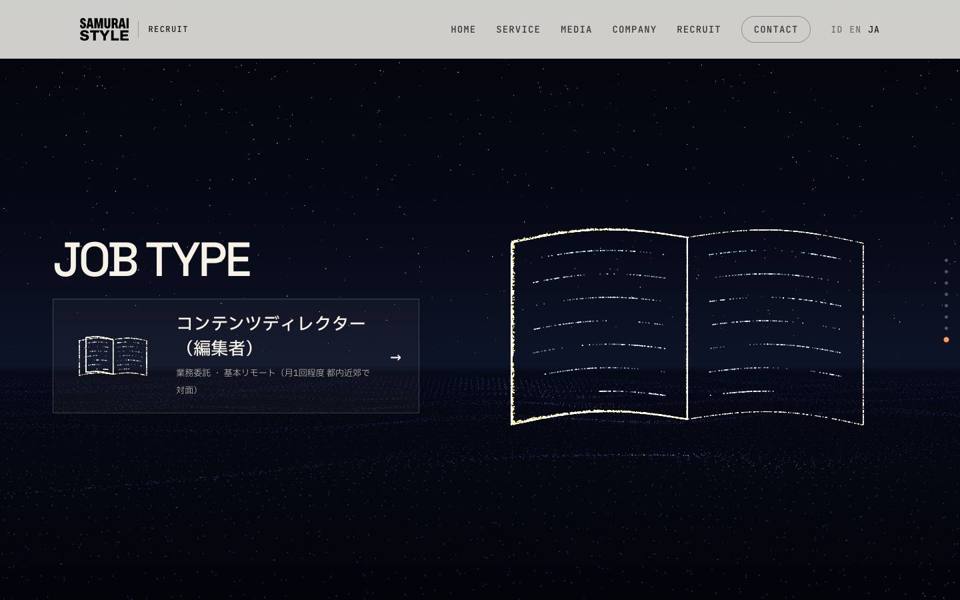 SAMURAI
STYLE
RECRUIT
HOME SERVICE MEDIA COMPANY RECRUIT CONTACT ID EN JA
JOB TYPE
コンテンツディレクター
（編集者）
業務委託 ・ 基本リモート（月1回程度 都内近郊で
対面）
→